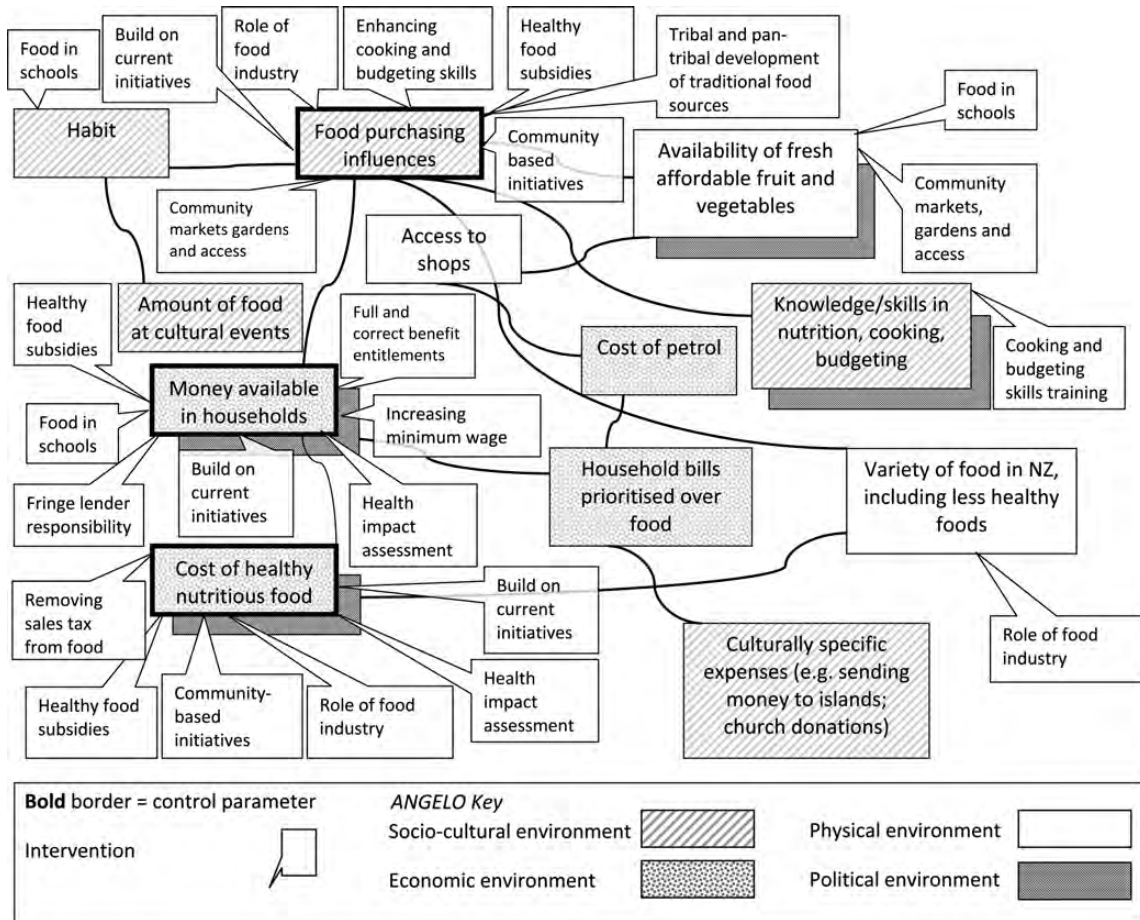 Food in
schools
Build on
current
initiatives
Role of
food
industry
Enhancing
cooking and
budgeting skills
Healthy
food
subsidies
Tribal and pan-
tribal development
of traditional food
sources
Food in
schools
Habit
Food purchasing
influences
Community
based
initiatives
Availability of fresh
affordable fruit and
vegetables
Community
markets gardens
and access
Access to
shops
Community
markets,
gardens and
access
Healthy
food
subsidies
Amount of food
at cultural events
Full and
correct benefit
entitlements
Cost of petrol
Knowledge/skills in
nutrition, cooking,
budgeting
Cooking and
budgeting
skills training
Money available
in households
Food in
schools
Increasing
minimum wage
Fringe lender
responsibility
Build on
current
initiatives
Health
impact
assessment
Household bills
prioritised over
food
Variety of food in NZ,
including less healthy
foods
Cost of healthy
nutritious food
Removing
sales tax
from food
Build on
current
initiatives
Healthy food
subsidies
Community-
based
initiatives
Role of food
industry
Health
impact
assessment
Culturally specific
expenses (e.g. sending
money to islands;
church donations)
Role of food
industry
Bold border = control parameter
Intervention
ANGELO Key
Socio-cultural environment
Physical environment
Economic environment
Political environment